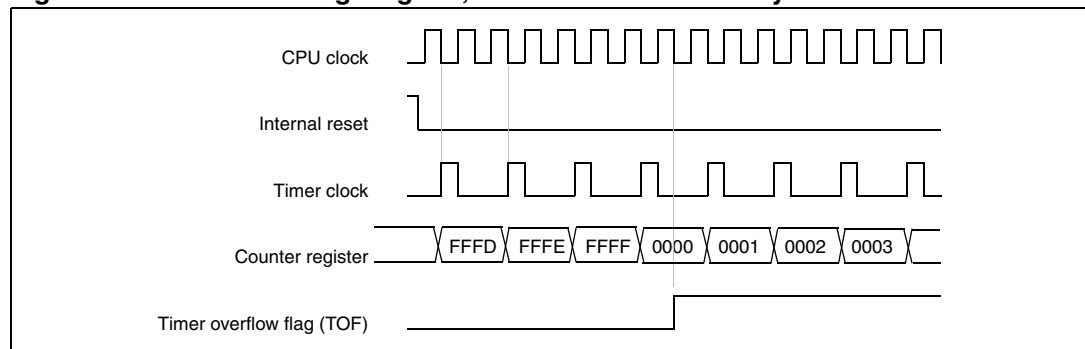 CPU clock
Internal reset
Timer clock
Counter register
FFFD FFFE FFFF 0000 0001 0002 0003
Timer overflow flag (TOF)